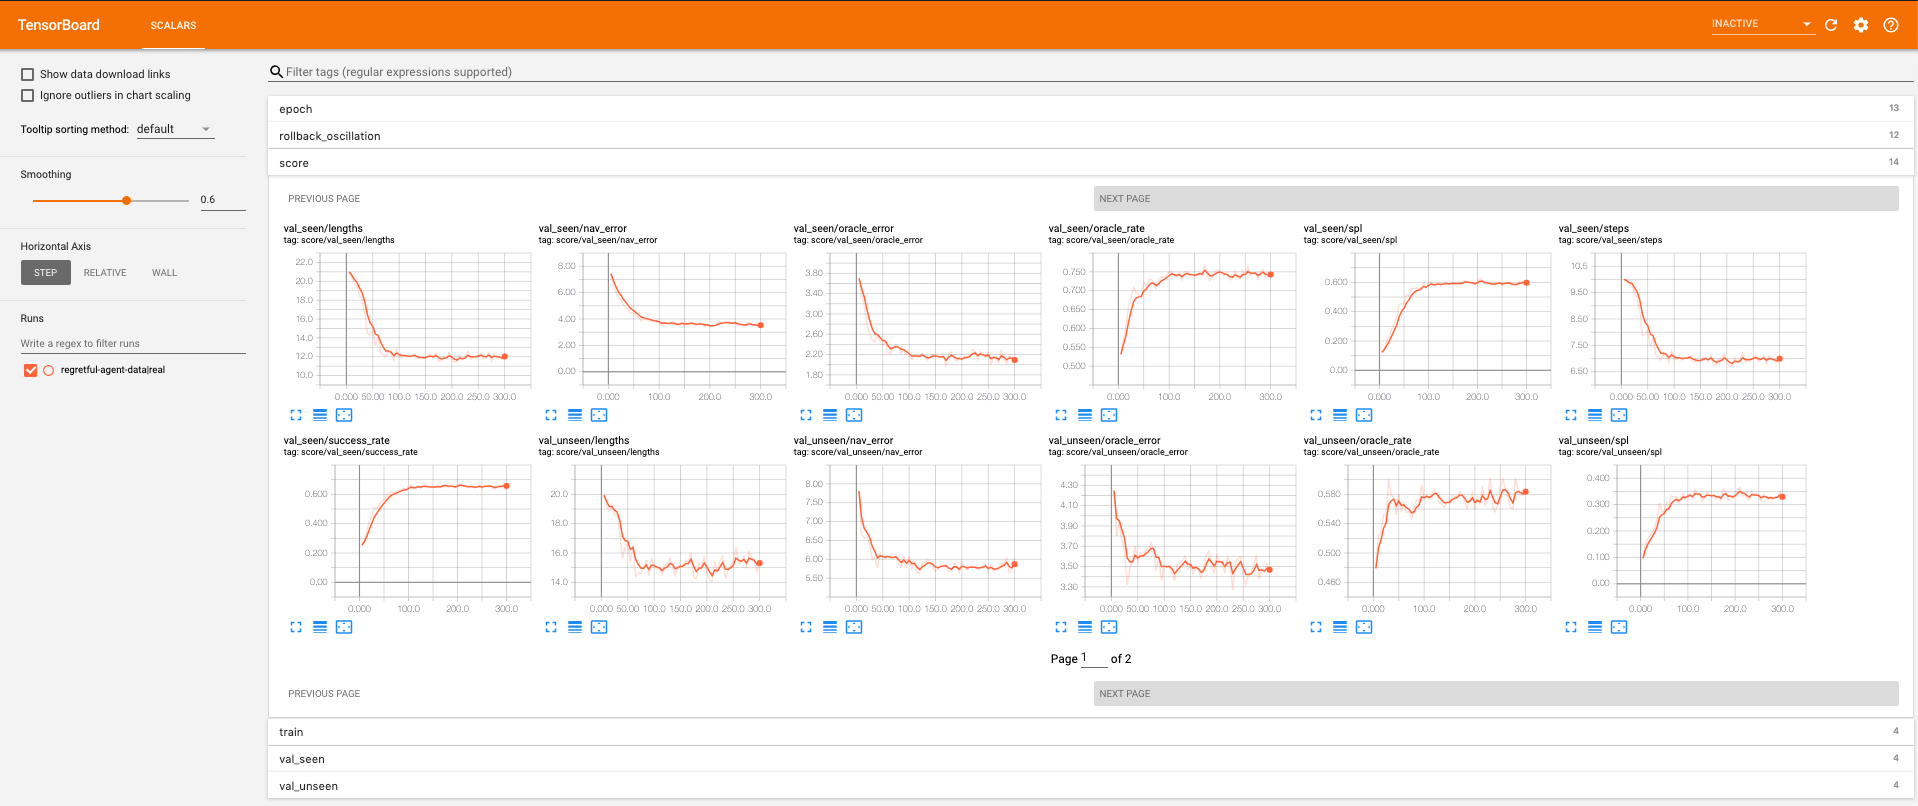 TensorBoard
SCALARS
INACTIVE
Show data download links
Ignore outliers in chart scaling
Tooltip sorting method: default
Smoothing
0.6
Horizontal Axis
STEP RELATIVE WALL
Runs
Write a regex to filter runs
regretful-agent-data|real
Filter tags (regular expressions supported)
epoch 13
rollback_oscillation 12
score 14
PREVIOUS PAGE NEXT PAGE
val_seen/lengths
tag: score/val_seen/lengths
22.0
20.0
18.0
16.0
14.0
12.0
10.0
0.000 50.00 100.0 150.0 200.0 250.0 300.0
val_seen/nav_error
tag: score/val_seen/nav_error
8.00
6.00
4.00
2.00
0.00
0.000 100.0 200.0 300.0
val_seen/oracle_error
tag: score/val_seen/oracle_error
3.80
3.40
3.00
2.60
2.20
1.80
0.000 50.00 100.0 150.0 200.0 250.0 300.0
val_seen/oracle_rate
tag: score/val_seen/oracle_rate
0.750
0.700
0.650
0.600
0.550
0.500
0.000 100.0 200.0 300.0
val_seen/spl
tag: score/val_seen/spl
0.600
0.400
0.200
0.00
0.000 100.0 200.0 300.0
val_seen/steps
tag: score/val_seen/steps
10.5
9.50
8.50
7.50
6.50
0.000 50.00 100.0 150.0 200.0 250.0 300.0
val_seen/success_rate
tag: score/val_seen/success_rate
0.600
0.400
0.200
0.00
0.000 100.0 200.0 300.0
val_unseen/lengths
tag: score/val_unseen/lengths
20.0
18.0
16.0
14.0
0.000 50.00 100.0 150.0 200.0 250.0 300.0
val_unseen/nav_error
tag: score/val_unseen/nav_error
8.00
7.50
7.00
6.50
6.00
5.50
0.000 50.00 100.0 150.0 200.0 250.0 300.0
val_unseen/oracle_error
tag: score/val_unseen/oracle_error
4.30
4.10
3.90
3.70
3.50
3.30
0.000 50.00 100.0 150.0 200.0 250.0 300.0
val_unseen/oracle_rate
tag: score/val_unseen/oracle_rate
0.580
0.540
0.500
0.460
0.000 100.0 200.0 300.0
val_unseen/spl
tag: score/val_unseen/spl
0.400
0.300
0.200
0.100
0.00
0.000 100.0 200.0 300.0
Page 1 of 2
PREVIOUS PAGE NEXT PAGE
train 4
val_seen 4
val_unseen 4